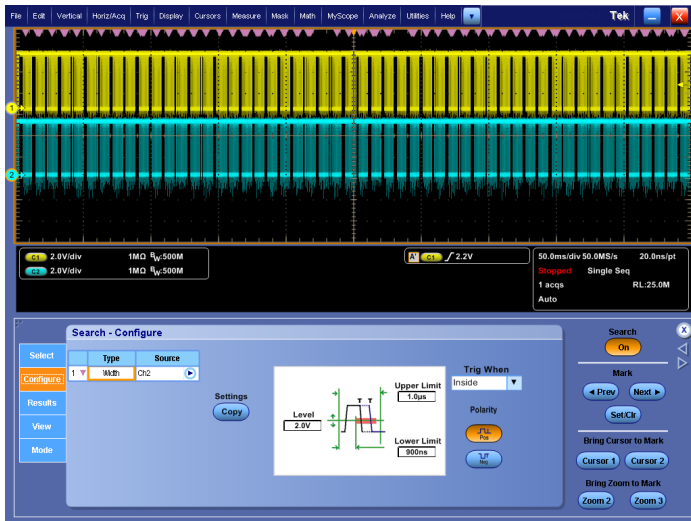 File Edit Vertical Horiz/Acq Trig Display Cursors Measure Mask Math MyScope Analyze Utilities Help Tek X
1
2
C1 2.0V/div 1MΩ BW:500M
C2 2.0V/div 1MΩ BW:500M
A' C1 2.2V
50.0ms/div 50.0MS/s 20.0ns/pt
Stopped Single Seq
1 acqs RL:25.0M
Auto
Search - Configure
Select
Configure
Results
View
Mode
Type Source
1 Width Ch2
Settings
Copy
Level
2.0V
T T
Upper Limit
1.0µs
Lower Limit
900ns
Trig When
Inside
Polarity
Pos
Neg
Search X
On
Mark
Prev Next
Set/Clr
Bring Cursor to Mark
Cursor 1 Cursor 2
Bring Zoom to Mark
Zoom 2 Zoom 3